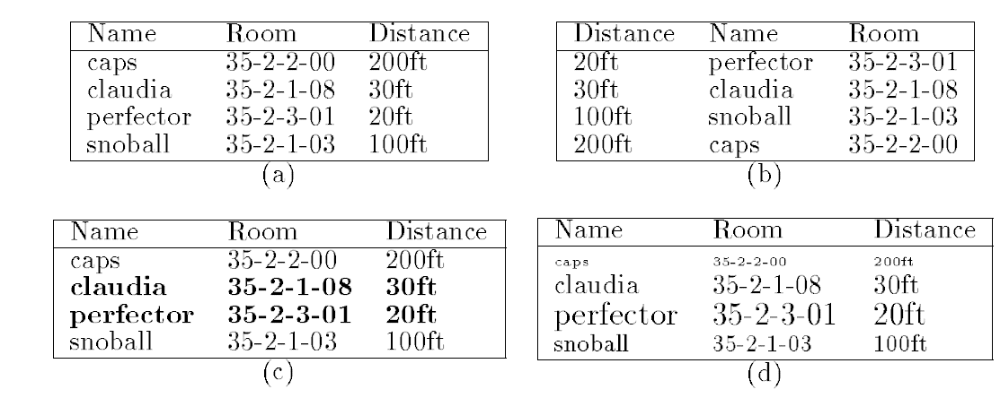 Name Room Distance
caps 35-2-2-00 200ft
claudia 35-2-1-08 30ft
perfector 35-2-3-01 20ft
snoball 35-2-1-03 100ft
(a)
Distance Name Room
20ft perfector 35-2-3-01
30ft claudia 35-2-1-08
100ft snoball 35-2-1-03
200ft caps 35-2-2-00
(b)
Name Room Distance
caps 35-2-2-00 200ft
claudia 35-2-1-08 30ft
perfector 35-2-3-01 20ft
snoball 35-2-1-03 100ft
(c)
Name Room Distance
caps 35-2-2-00 200ft
claudia 35-2-1-08 30ft
perfector 35-2-3-01 20ft
snoball 35-2-1-03 100ft
(d)